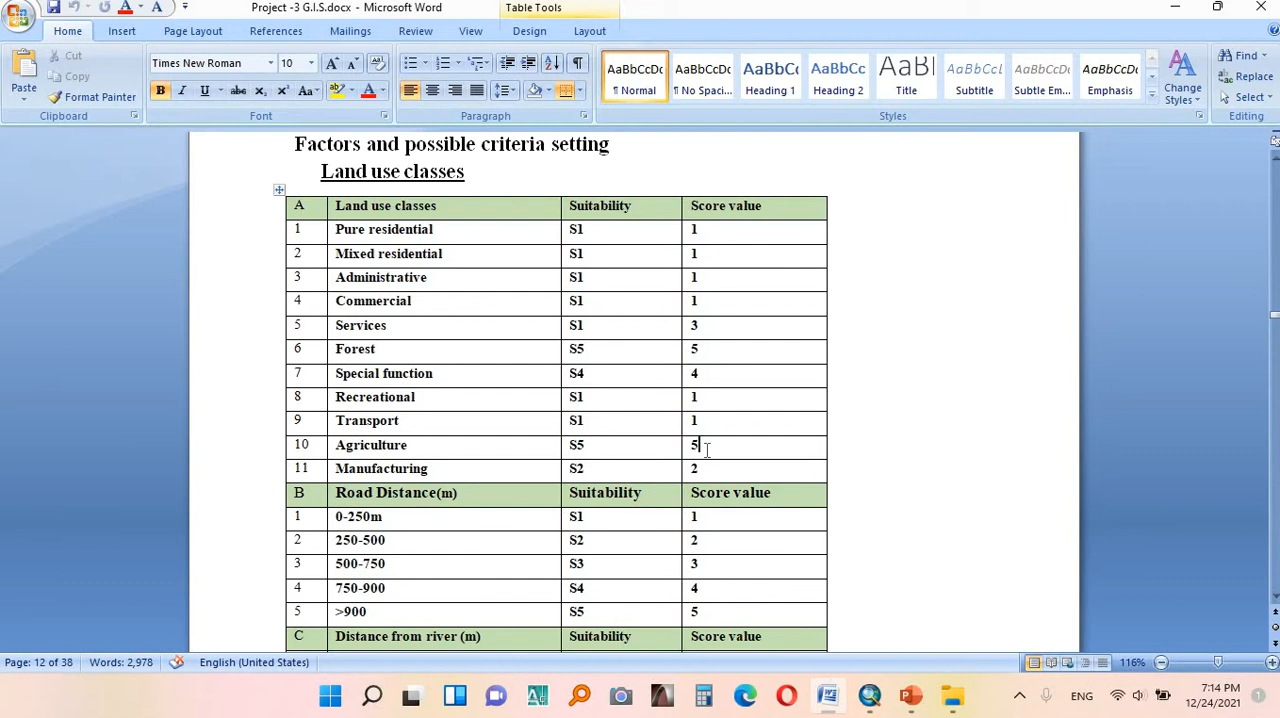 Project -3 G.I.S.docx - Microsoft Word
Table Tools
Home Insert Page Layout References Mailings Review View Design Layout
Paste
Cut
Copy
Format Painter
Clipboard
Times New Roman 10
Font
Paragraph
AaBbCcDc AaBbCcDc AaBbCc AaBbCc AaBbC AaBbCcL AaBbCcDc AaBbCcDc
¶ Normal ¶ No Spaci... Heading 1 Heading 2 Title Subtitle Subtle Em... Emphasis
Change Styles
Styles
Find
Replace
Select
Editing
Factors and possible criteria setting
Land use classes
A Land use classes Suitability Score value
1 Pure residential S1 1
2 Mixed residential S1 1
3 Administrative S1 1
4 Commercial S1 1
5 Services S1 3
6 Forest S5 5
7 Special function S4 4
8 Recreational S1 1
9 Transport S1 1
10 Agriculture S5 5
11 Manufacturing S2 2
B Road Distance(m) Suitability Score value
1 0-250m S1 1
2 250-500 S2 2
3 500-750 S3 3
4 750-900 S4 4
5 >900 S5 5
C Distance from river (m) Suitability Score value
Page: 12 of 38 Words: 2,978 English (United States) 116%
ENG 7:14 PM
12/24/2021